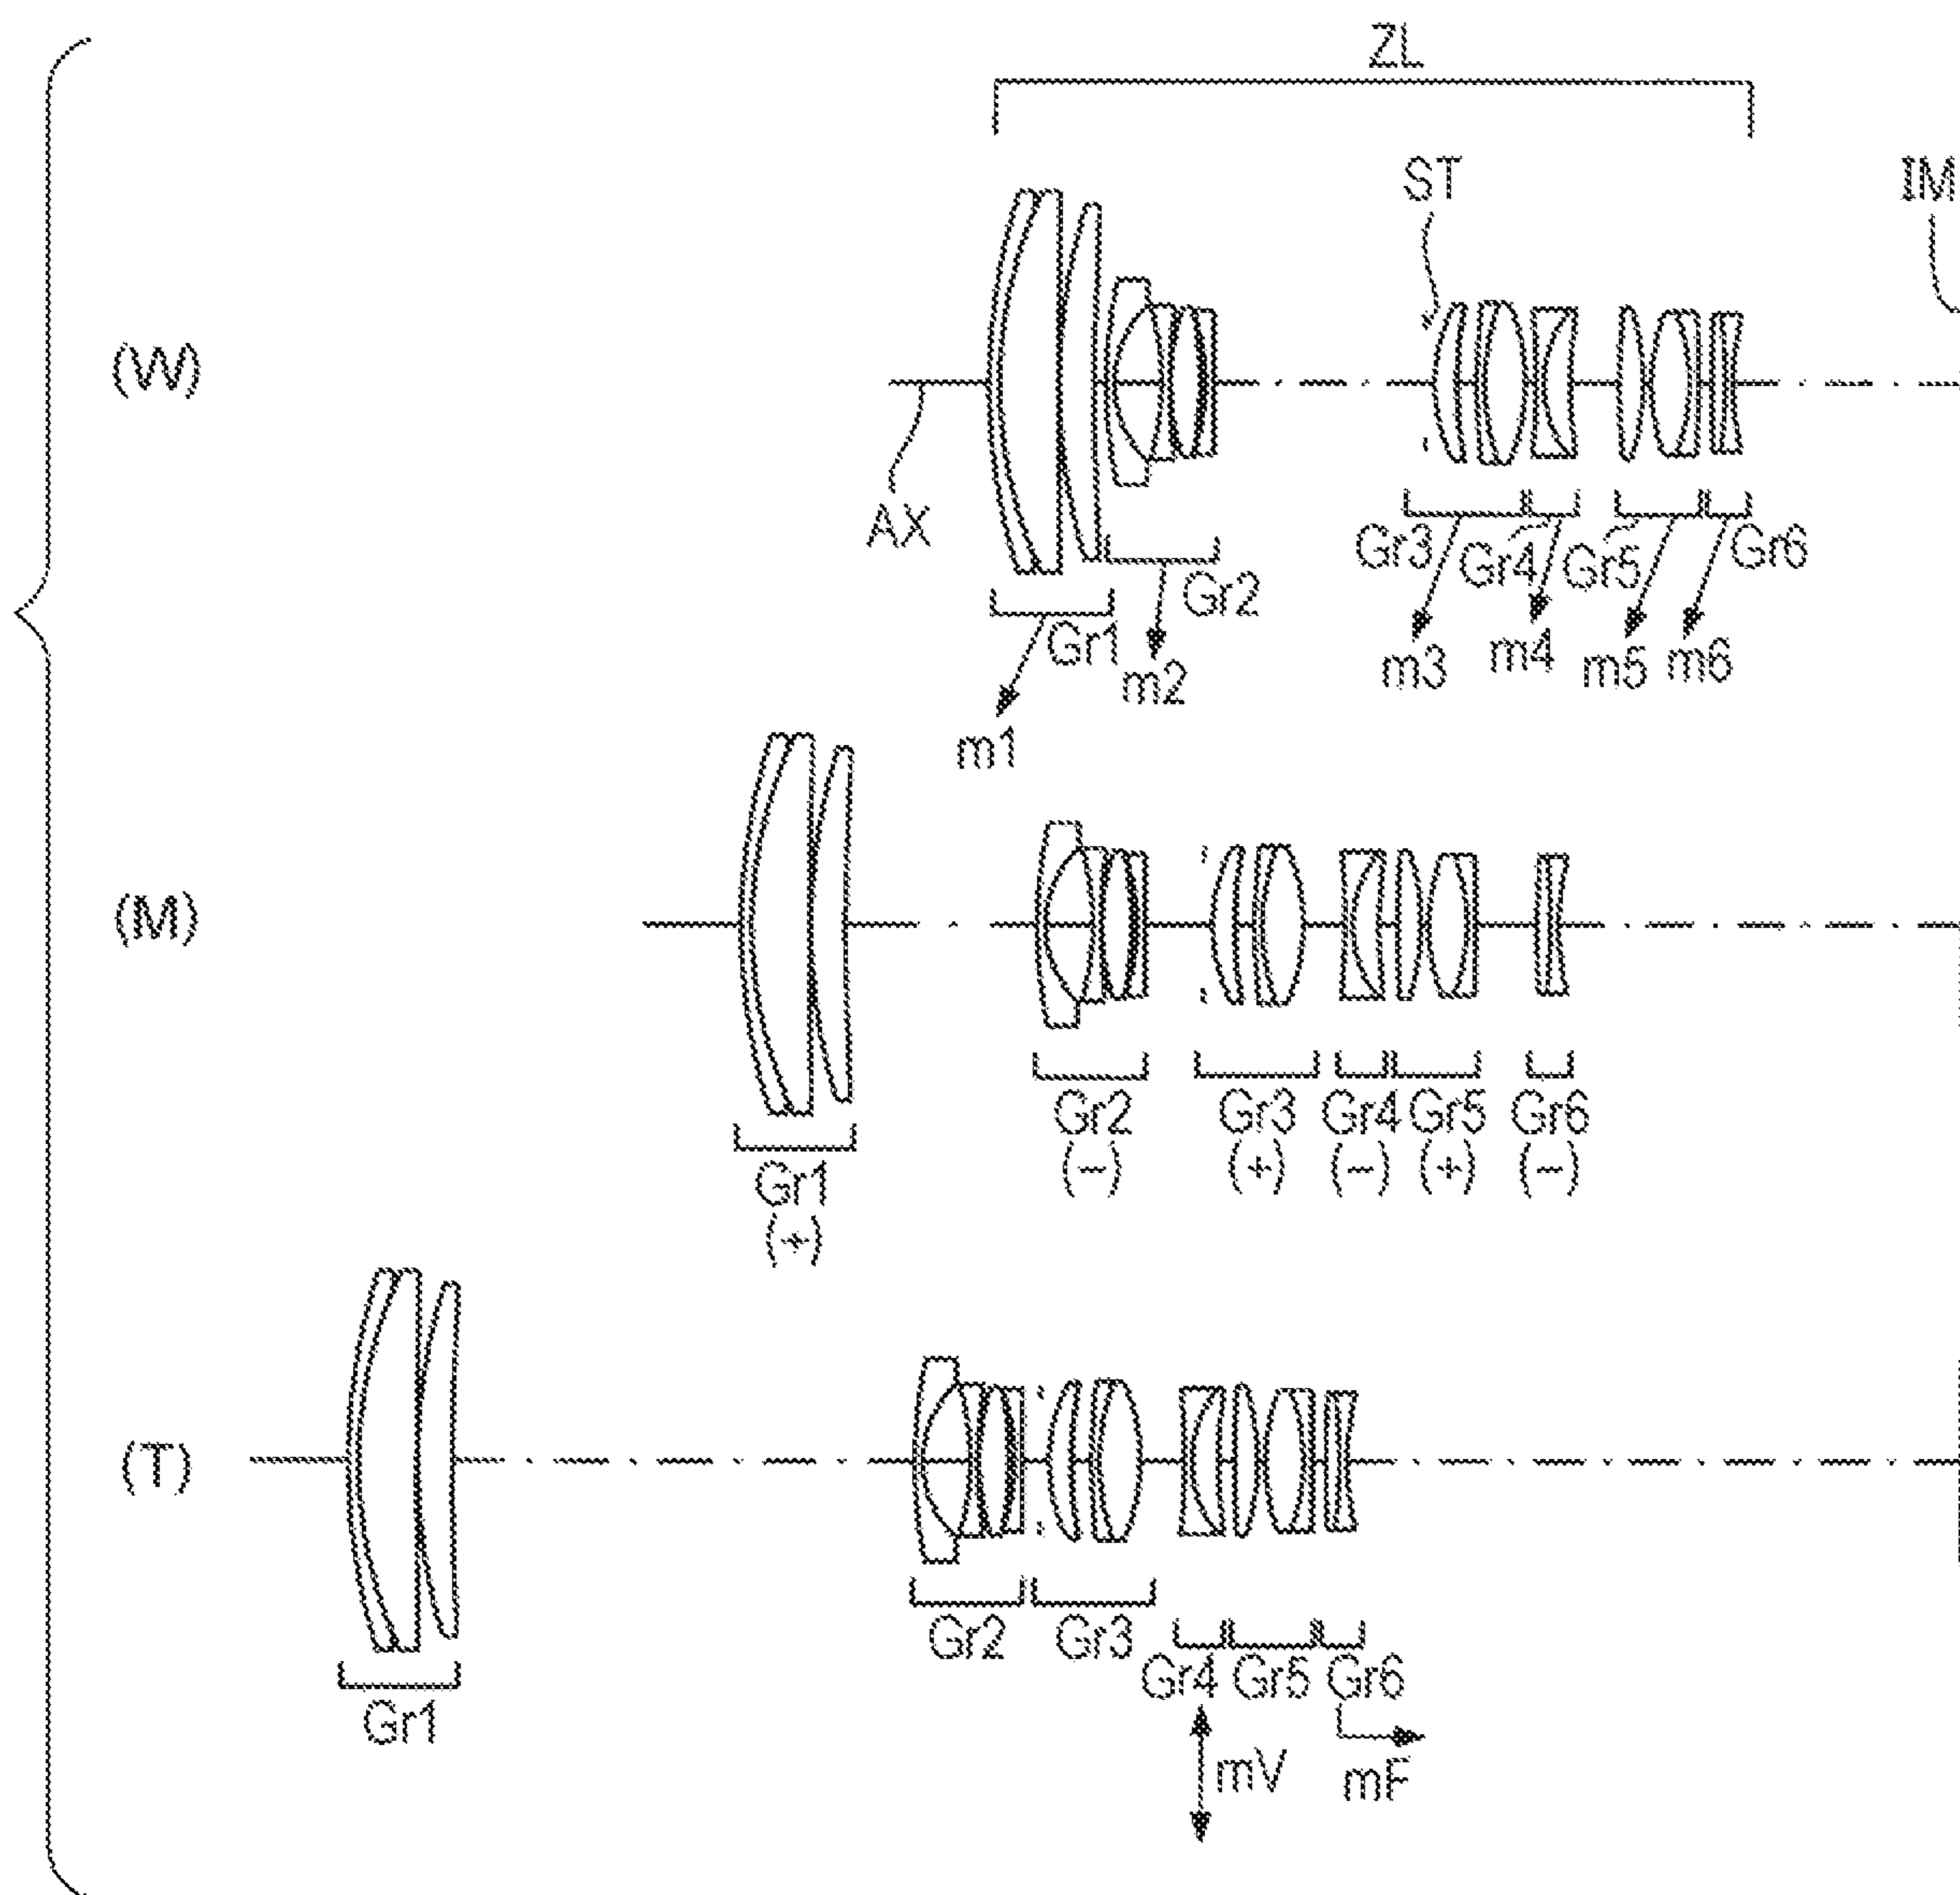 ZL
ST
IM
(W)
AX
Gr3
Gr4
Gr5
Gr6
Gr2
Gr1
m3
m4
m5
m6
m2
m1
(M)
Gr2
Gr3
Gr4
Gr5
Gr6
(−)
(+)
(−)
(+)
(−)
Gr1
(+)
(T)
Gr2
Gr3
Gr4
Gr5
Gr6
Gr1
mV
mF